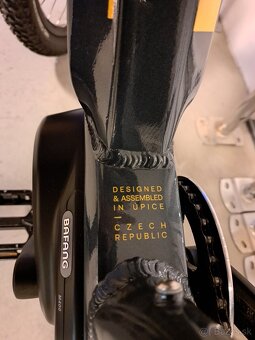 DESIGNED
& ASSEMBLED
IN ÚPICE
—
CZECH
REPUBLIC
BAFANG